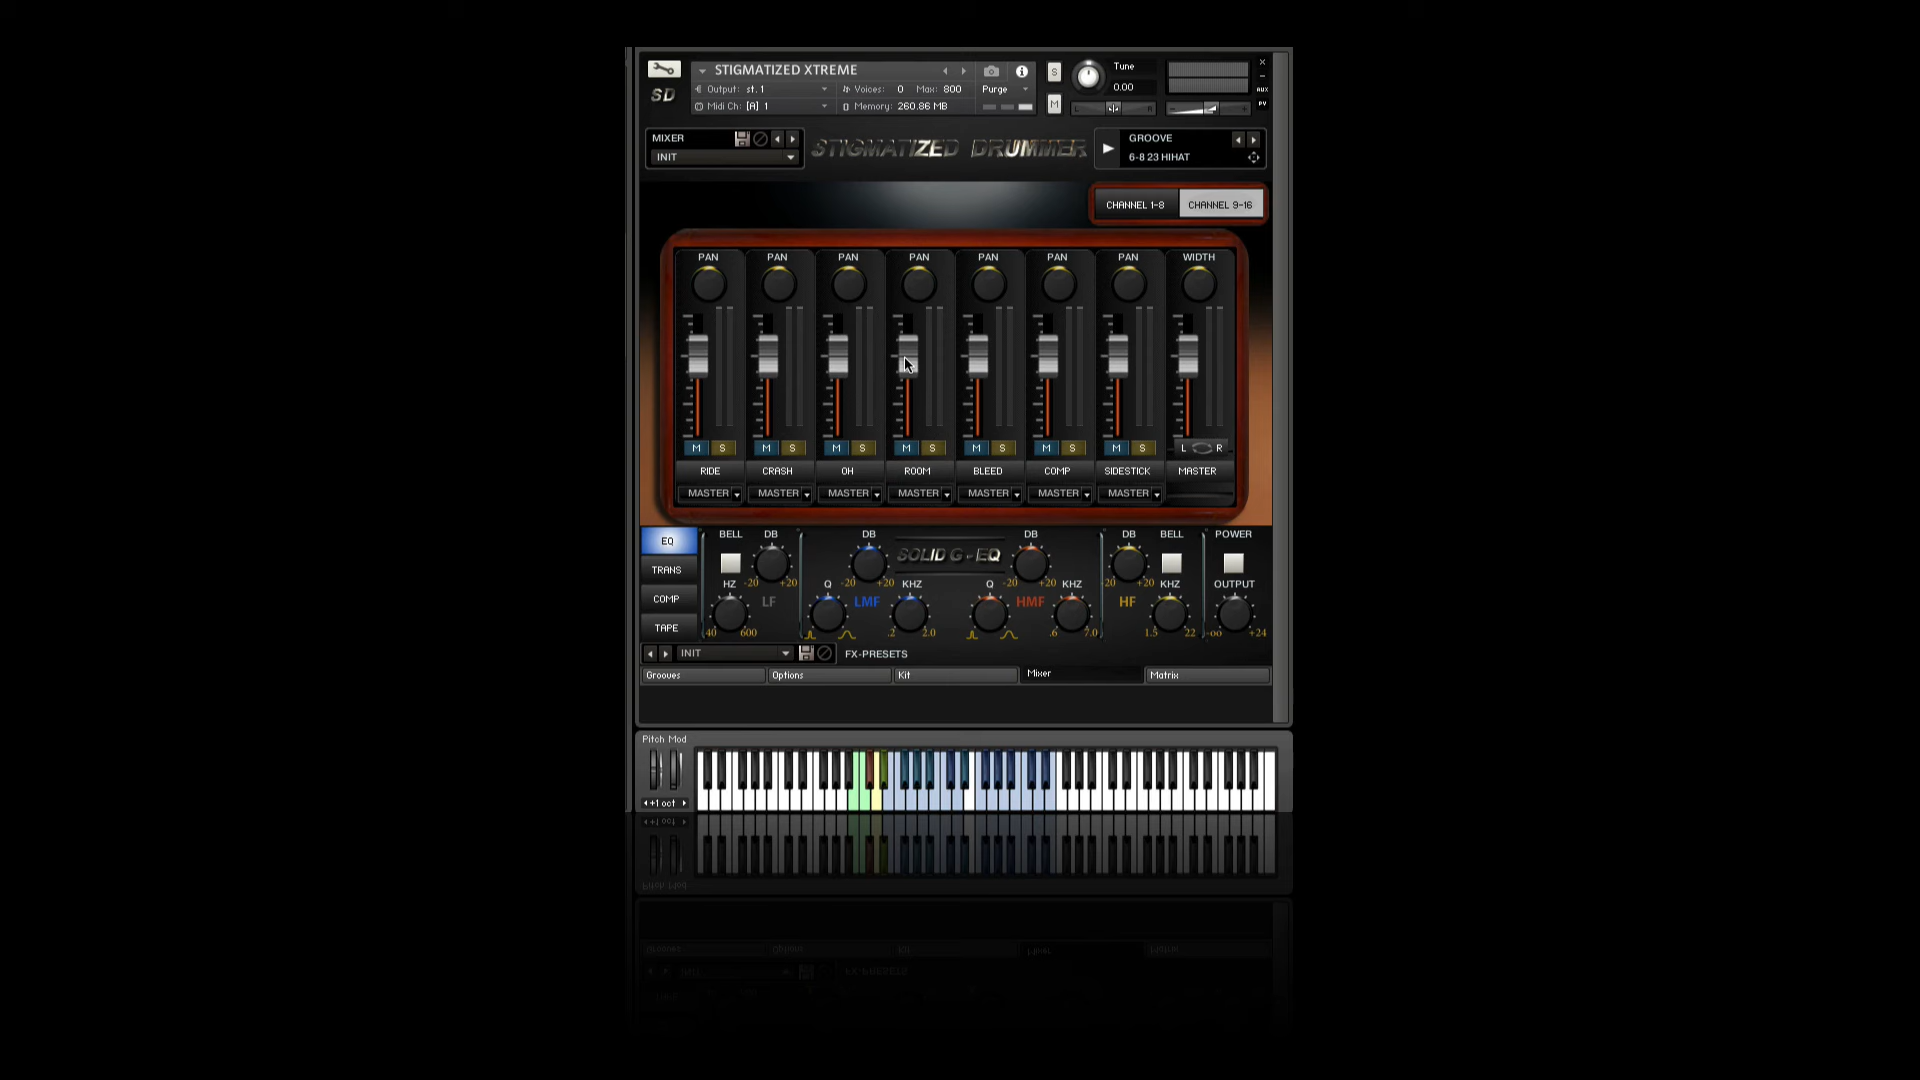 STIGMATIZED XTREME
SD
Output: st. 1
Voices: 0 Max: 800
Purge
Midi Ch: [A] 1
Memory: 260.86 MB
S
M
Tune
0.00
L R
AUX
PV
MIXER
INIT
STIGMATIZED DRUMMER
GROOVE
6-8 23 HIHAT
CHANNEL 1-8 CHANNEL 9-16
PAN PAN PAN PAN PAN PAN PAN WIDTH
M S M S M S M S M S M S M S L R
RIDE CRASH OH ROOM BLEED COMP SIDESTICK MASTER
MASTER MASTER MASTER MASTER MASTER MASTER MASTER
EQ
TRANS
COMP
TAPE
BELL DB DB SOLID G-EQ DB DB BELL POWER
-20 +20 -20 +20 -20 +20 -20 +20
HZ Q KHZ Q KHZ KHZ OUTPUT
LF LMF HMF HF
40 600 .2 2.0 .6 7.0 1.5 22 -oo +24
INIT FX-PRESETS
Grooves Options Kit Mixer Matrix
Pitch Mod
+1 oct